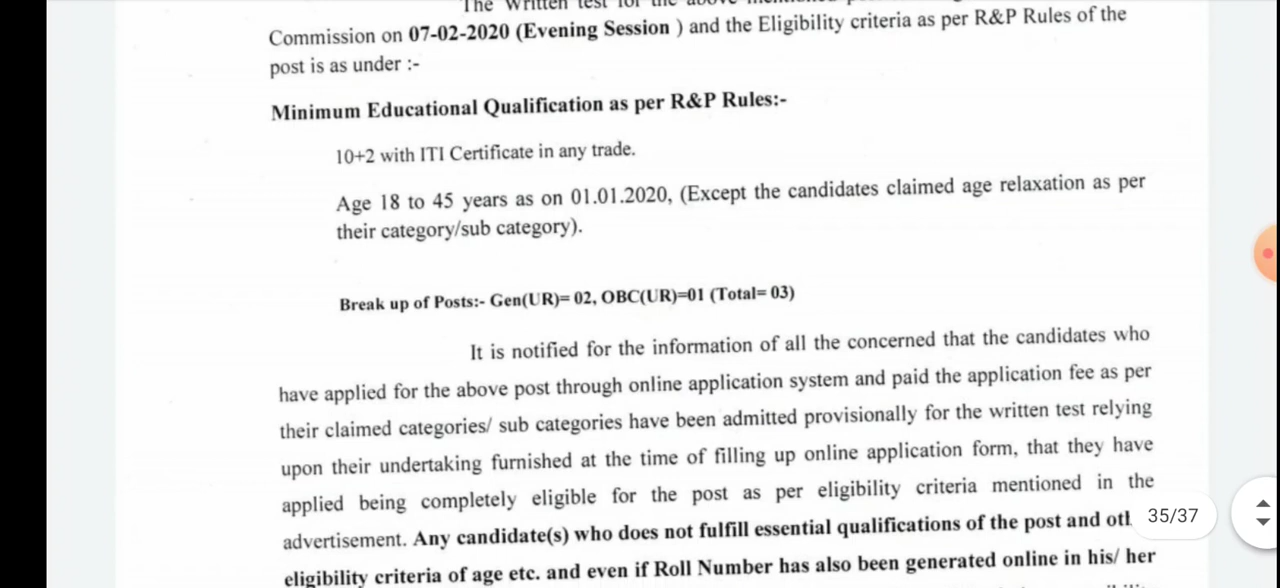 The Written test for the above mentioned
Commission on 07-02-2020 (Evening Session ) and the Eligibility criteria as per R&P Rules of the
post is as under :-
Minimum Educational Qualification as per R&P Rules:-
10+2 with ITI Certificate in any trade.
Age 18 to 45 years as on 01.01.2020, (Except the candidates claimed age relaxation as per
their category/sub category).
Break up of Posts:- Gen(UR)= 02, OBC(UR)=01 (Total= 03)
It is notified for the information of all the concerned that the candidates who
have applied for the above post through online application system and paid the application fee as per
their claimed categories/ sub categories have been admitted provisionally for the written test relying
upon their undertaking furnished at the time of filling up online application form, that they have
applied being completely eligible for the post as per eligibility criteria mentioned in the
advertisement. Any candidate(s) who does not fulfill essential qualifications of the post and
eligibility criteria of age etc. and even if Roll Number has also been generated online in his/ her
35/37